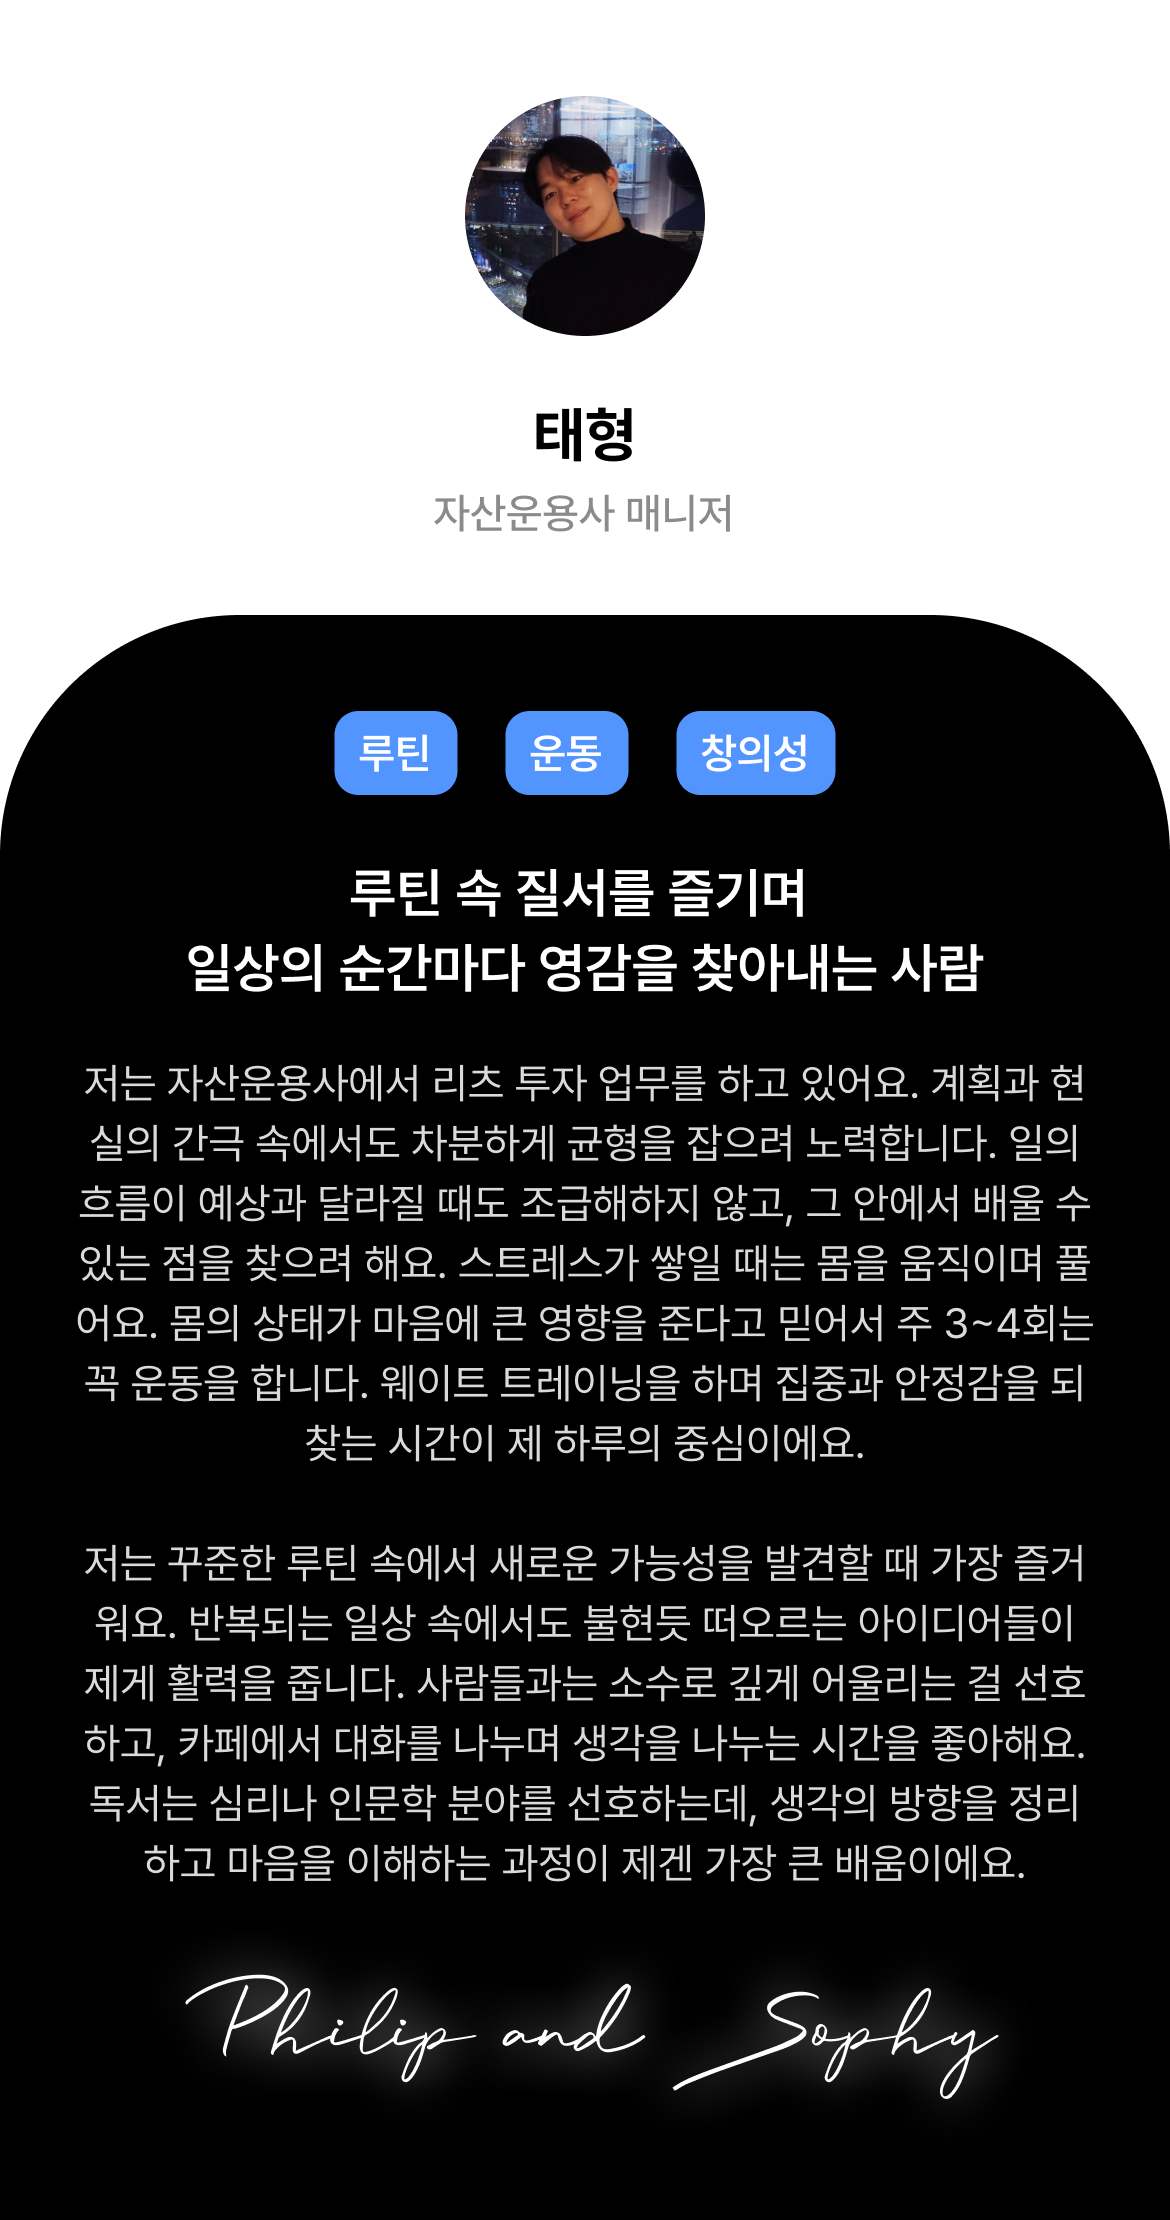 태형
자산운용사 매니저
루틴 운동 창의성
루틴 속 질서를 즐기며
일상의 순간마다 영감을 찾아내는 사람
저는 자산운용사에서 리츠 투자 업무를 하고 있어요. 계획과 현
실의 간극 속에서도 차분하게 균형을 잡으려 노력합니다. 일의
흐름이 예상과 달라질 때도 조급해하지 않고, 그 안에서 배울 수
있는 점을 찾으려 해요. 스트레스가 쌓일 때는 몸을 움직이며 풀
어요. 몸의 상태가 마음에 큰 영향을 준다고 믿어서 주 3~4회는
꼭 운동을 합니다. 웨이트 트레이닝을 하며 집중과 안정감을 되
찾는 시간이 제 하루의 중심이에요.
저는 꾸준한 루틴 속에서 새로운 가능성을 발견할 때 가장 즐거
워요. 반복되는 일상 속에서도 불현듯 떠오르는 아이디어들이
제게 활력을 줍니다. 사람들과는 소수로 깊게 어울리는 걸 선호
하고, 카페에서 대화를 나누며 생각을 나누는 시간을 좋아해요.
독서는 심리나 인문학 분야를 선호하는데, 생각의 방향을 정리
하고 마음을 이해하는 과정이 제겐 가장 큰 배움이에요.
Philip and Sophy